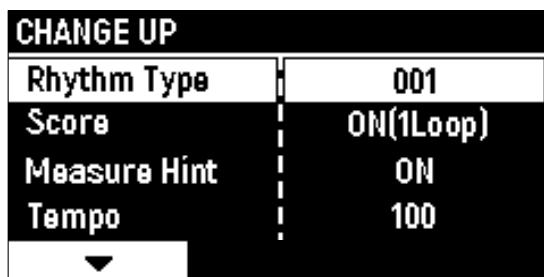 CHANGE UP
Rhythm Type 001
Score ON(1Loop)
Measure Hint ON
Tempo 100